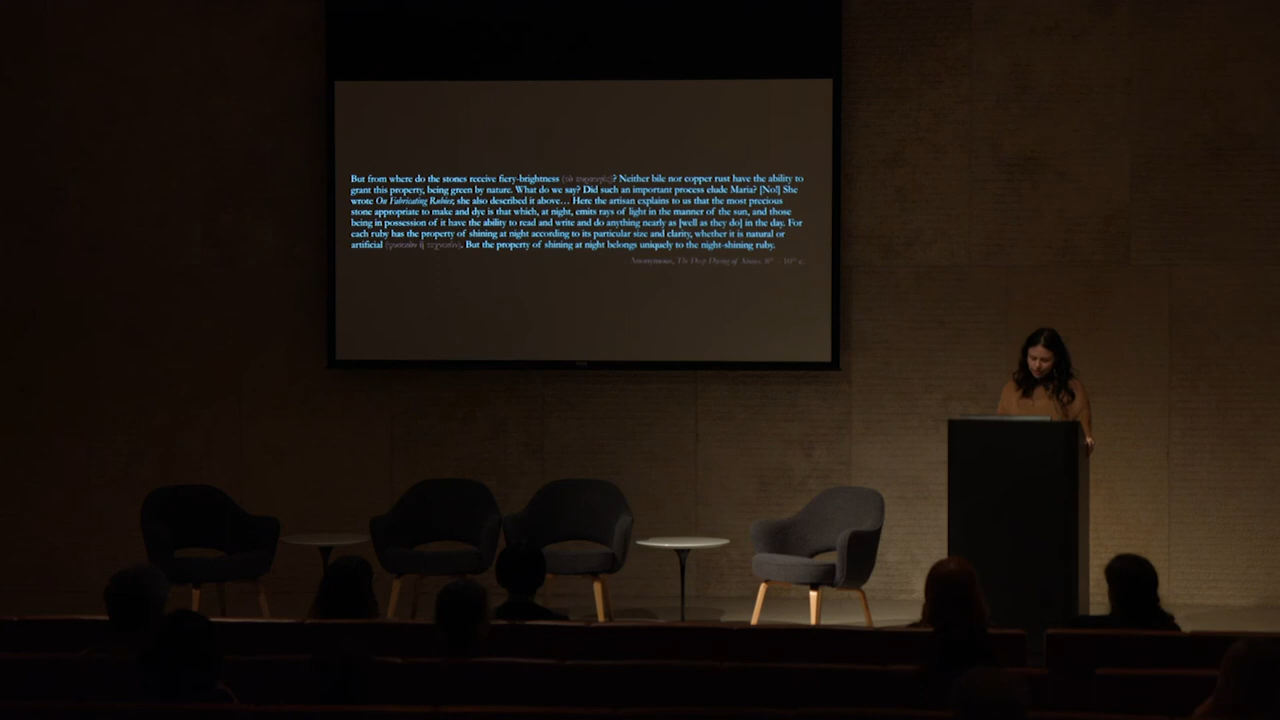 But from where do the stones receive fiery-brightness ? Neither bile nor copper rust have the ability to
grant this property, being green by nature. What do we say? Did such an important process elude Maria? [No!] She
wrote On Fabricating Rubies; she also described it above… Here the artisan explains to us that the most precious
stone appropriate to make and dye is that which, at night, emits rays of light in the manner of the sun, and those
being in possession of it have the ability to read and write and do anything nearly as [well as they do] in the day. For
each ruby has the property of shining at night according to its particular size and clarity, whether it is natural or
artificial . But the property of shining at night belongs uniquely to the night-shining ruby.
Anonymous, The Deep Dyeing of Stones, 8th – 10th c.